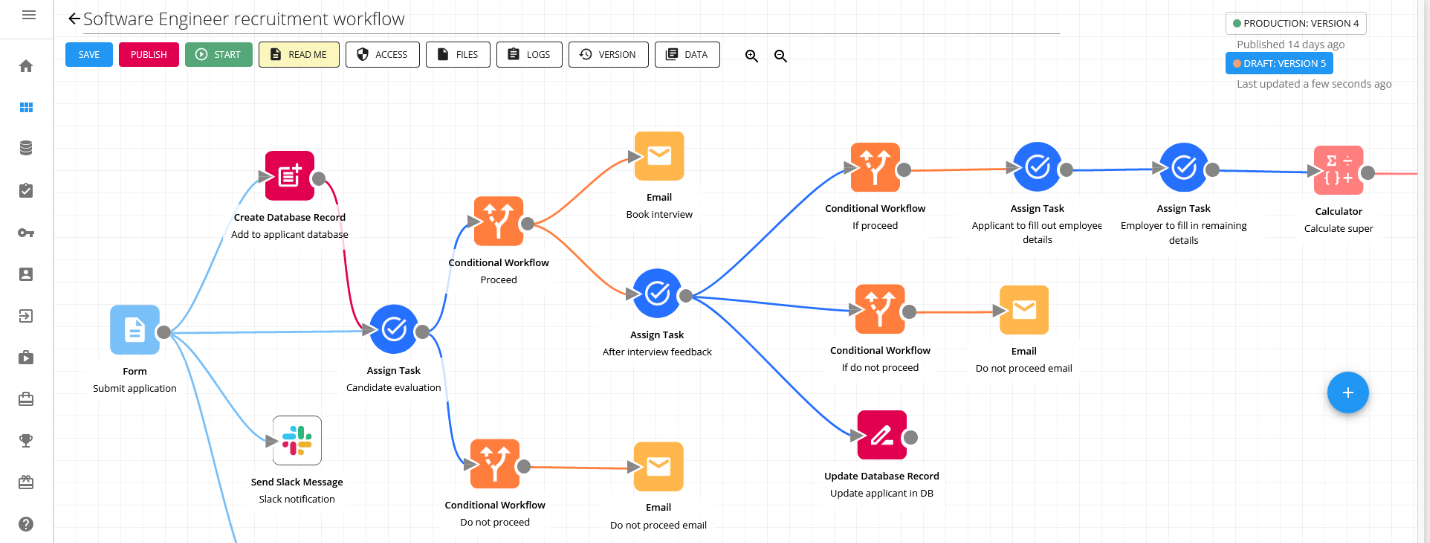 Software Engineer recruitment workflow
PRODUCTION: VERSION 4
Published 14 days ago
DRAFT: VERSION 5
Last updated a few seconds ago
SAVE
PUBLISH
START
READ ME
ACCESS
FILES
LOGS
VERSION
DATA
Create Database Record
Add to applicant database
Email
Book interview
Conditional Workflow
If proceed
Assign Task
Applicant to fill out employee
details
Assign Task
Employer to fill in remaining
details
Σ ÷
{ } +
Calculator
Calculate super
Conditional Workflow
Proceed
Form
Submit application
Assign Task
Candidate evaluation
Assign Task
After interview feedback
Conditional Workflow
If do not proceed
Email
Do not proceed email
Send Slack Message
Slack notification
Conditional Workflow
Do not proceed
Email
Do not proceed email
Update Database Record
Update applicant in DB